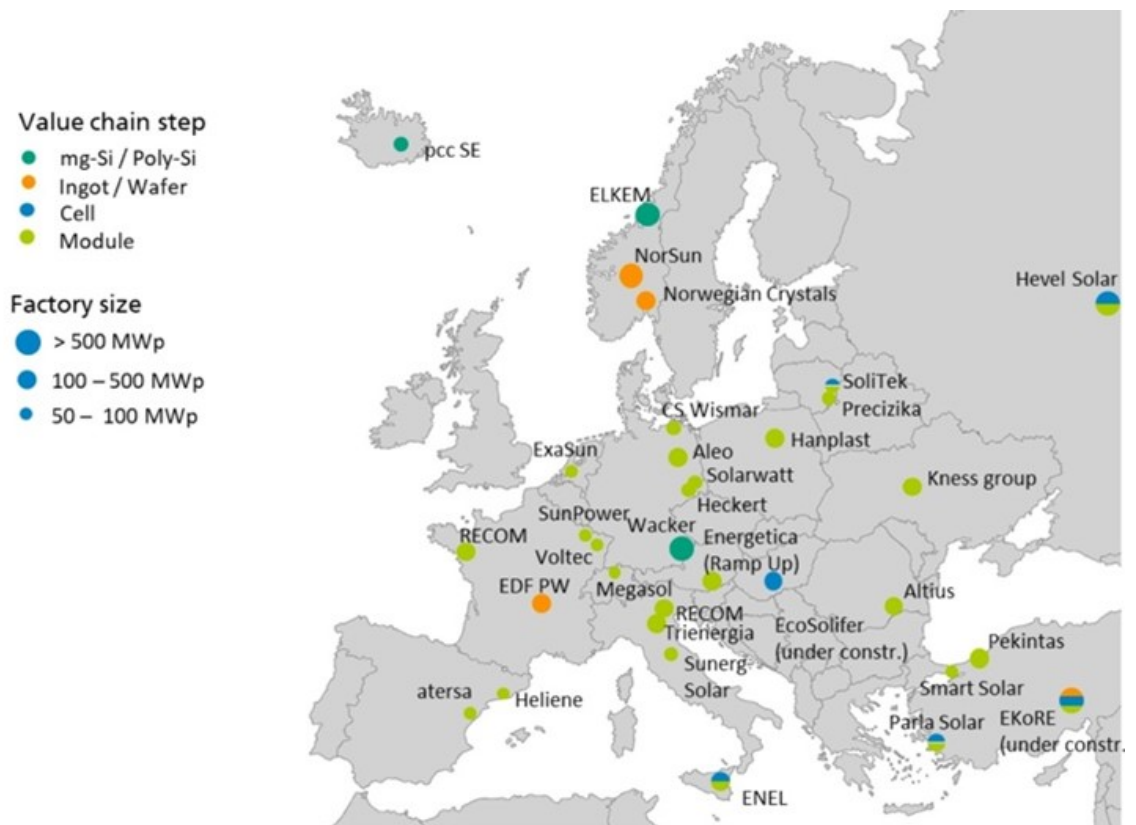 Value chain step
mg-Si / Poly-Si
Ingot / Wafer
Cell
Module
Factory size
> 500 MWp
100 – 500 MWp
50 – 100 MWp
pcc SE
ELKEM
NorSun
Norwegian Crystals
Hevel Solar
SoliTek
Precizika
CS Wismar
Hanplast
Aleo
ExaSun
Solarwatt
Heckert
Kness group
SunPower
Wacker
Energetica
(Ramp Up)
RECOM
Voltec
EDF PW
Megasol
RECOM
Trienergia
Altius
EcoSolifer
(under constr.)
Sunerg
Solar
Pekintas
Smart Solar
atersa
Heliene
Parla Solar
EKoRE
(under constr.
ENEL